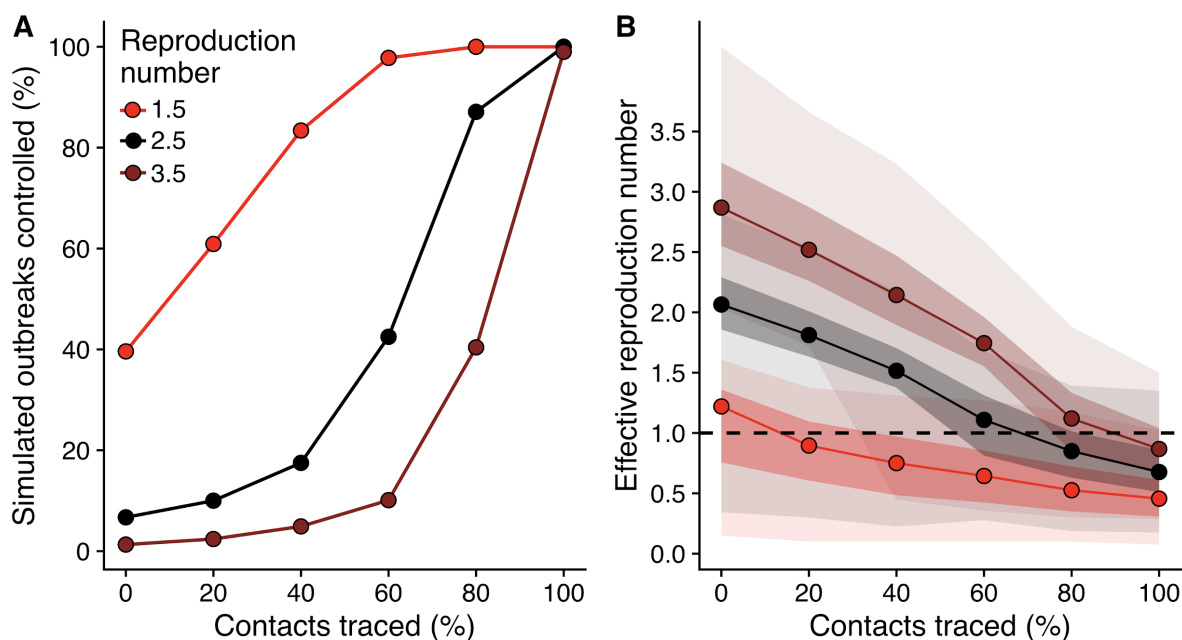 A
Simulated outbreaks controlled (%)
100
80
60
40
20
0
Reproduction
number
1.5
2.5
3.5
0 20 40 60 80 100
Contacts traced (%)
B
Effective reproduction number
3.5
3.0
2.5
2.0
1.5
1.0
0.5
0.0
0 20 40 60 80 100
Contacts traced (%)